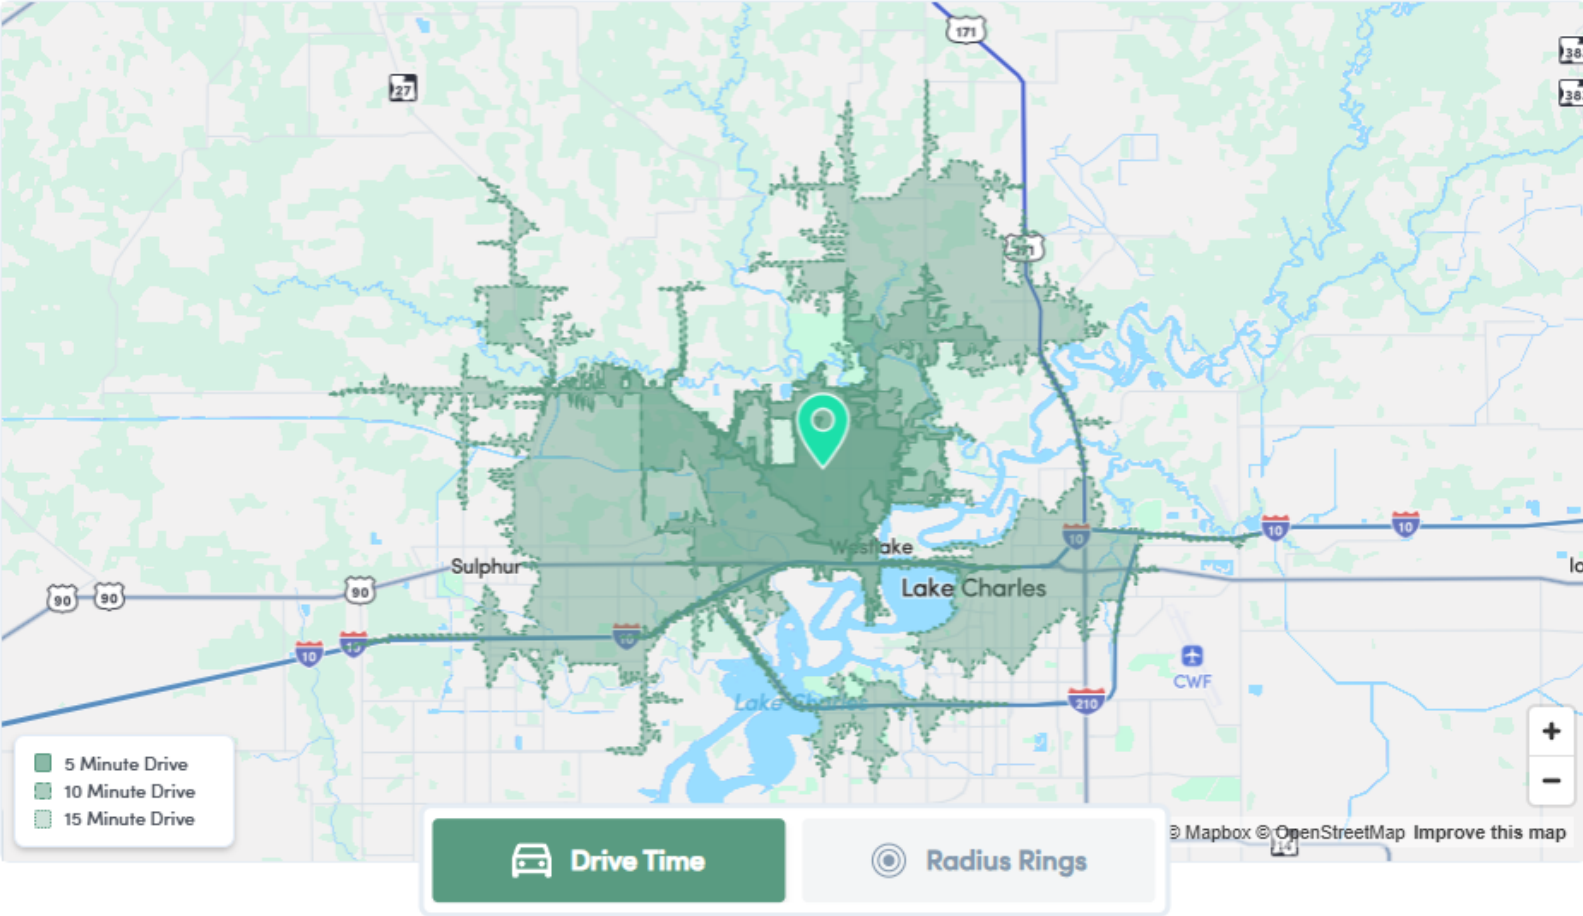 171
27
38
38
171
10
10
10
Westlake
Sulphur
Lake Charles
90
90
90
10
10
10
CWF
Lake Charles
210
5 Minute Drive
10 Minute Drive
15 Minute Drive
+
−
© Mapbox © OpenStreetMap Improve this map
14
Drive Time
Radius Rings